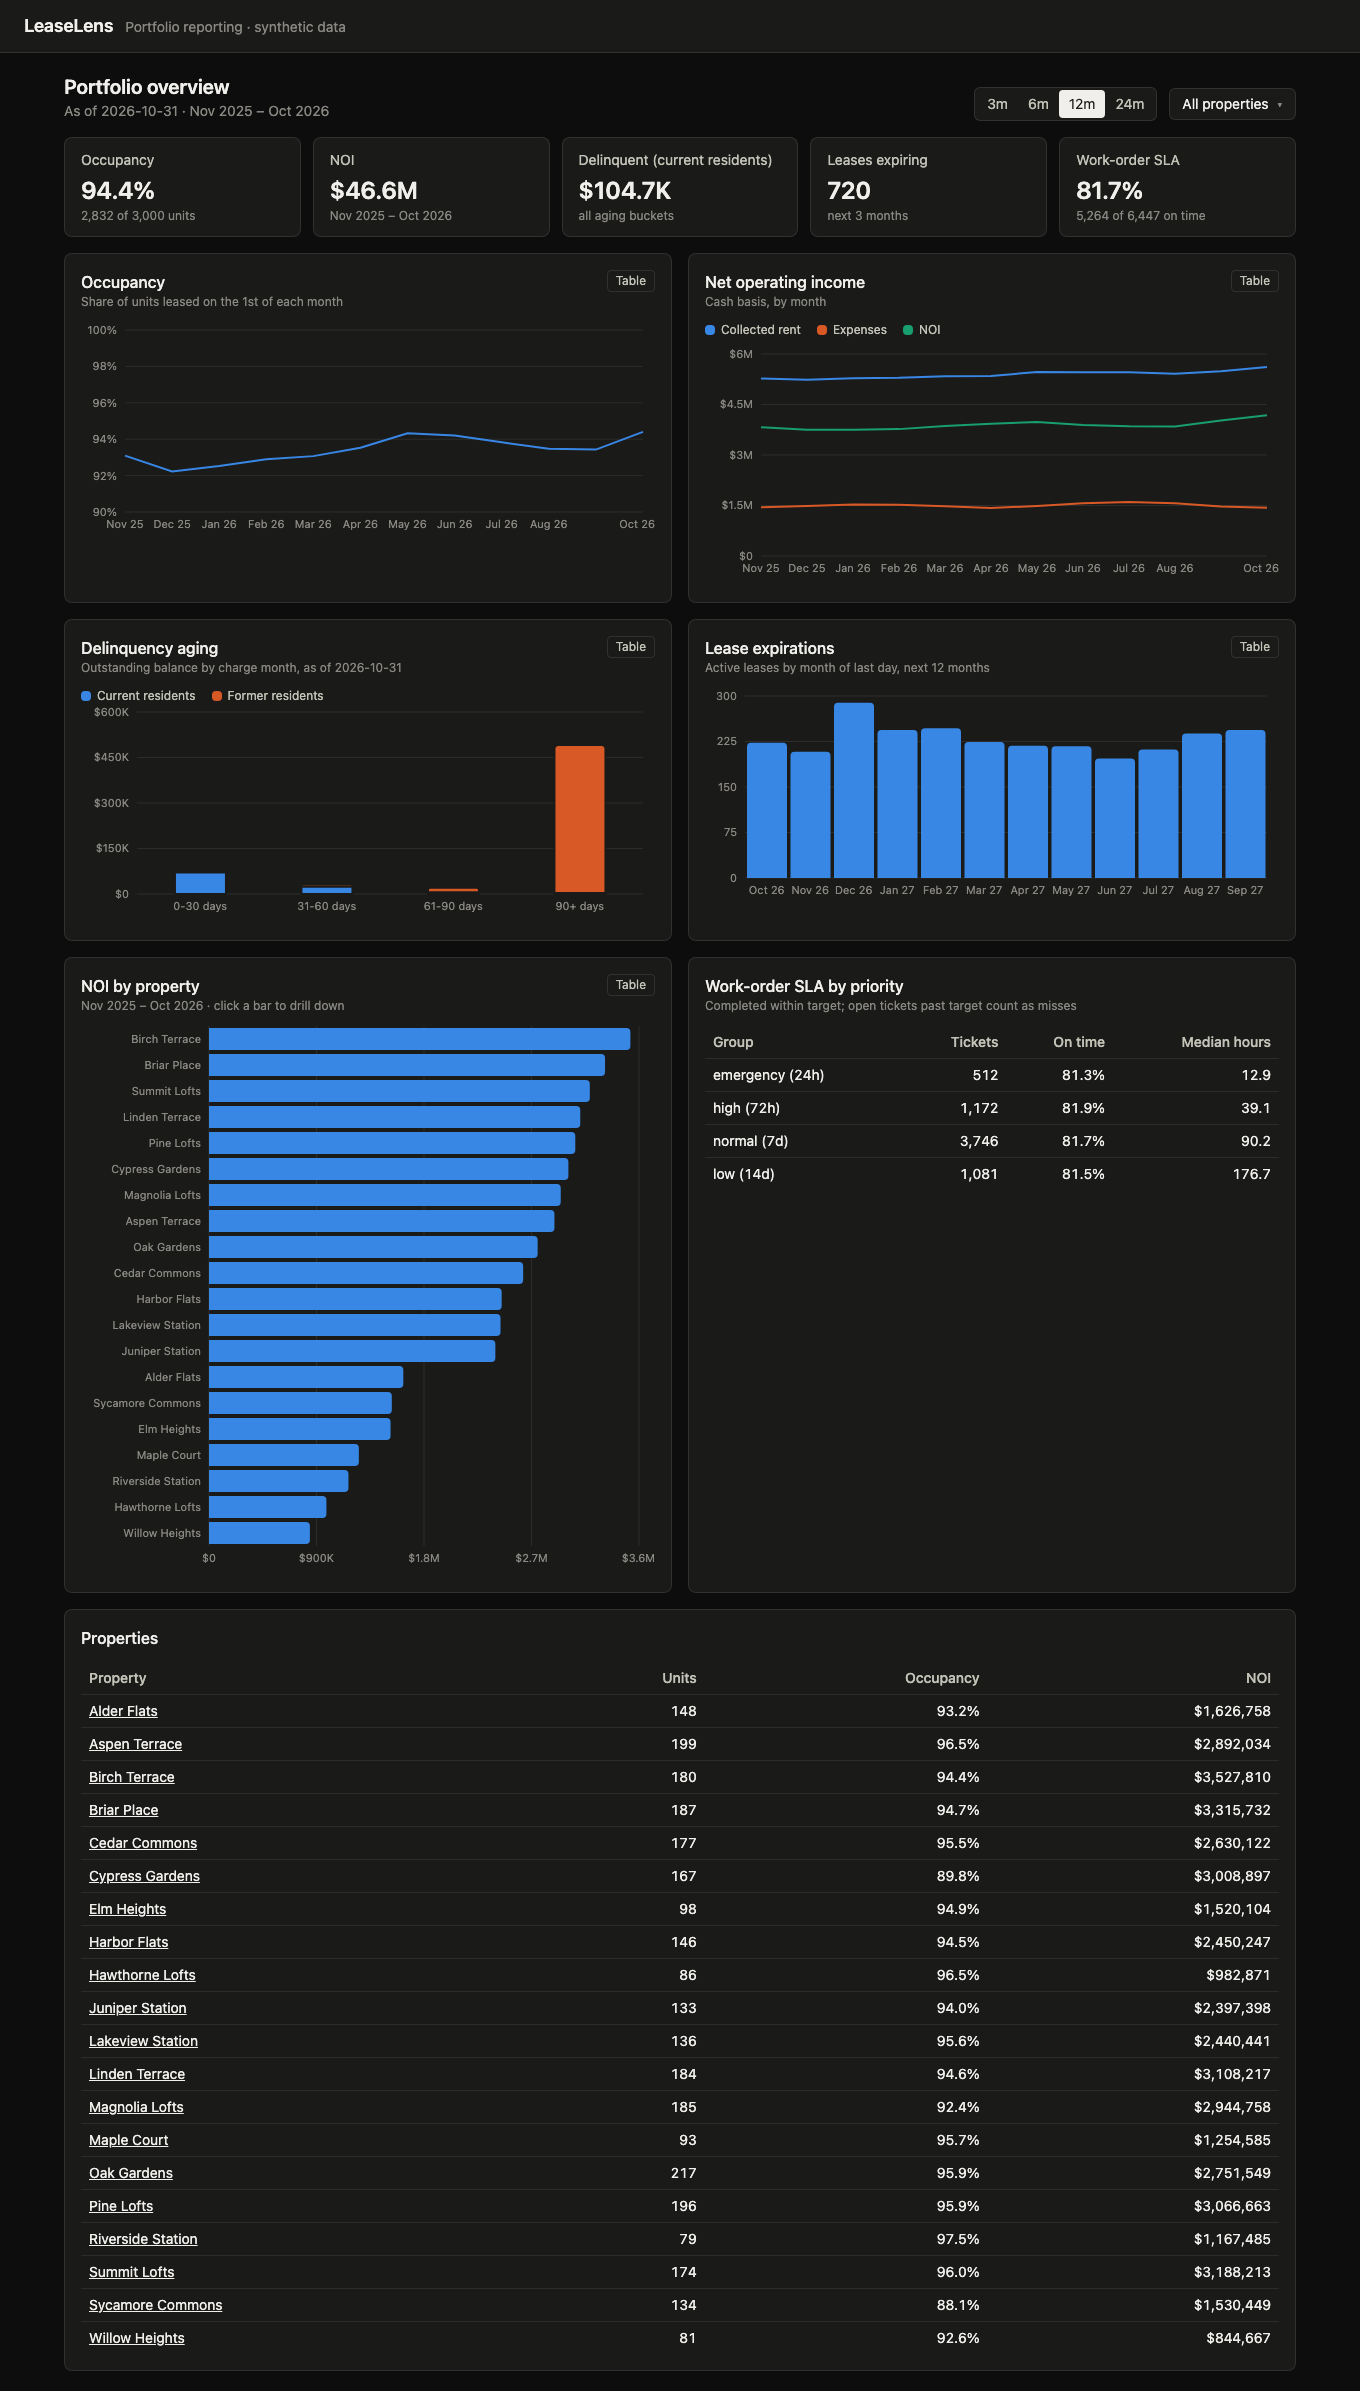 LeaseLens Portfolio reporting · synthetic data
Portfolio overview
As of 2026-10-31 · Nov 2025 – Oct 2026
3m 6m 12m 24m All properties
Occupancy
94.4%
2,832 of 3,000 units
NOI
$46.6M
Nov 2025 – Oct 2026
Delinquent (current residents)
$104.7K
all aging buckets
Leases expiring
720
next 3 months
Work-order SLA
81.7%
5,264 of 6,447 on time
Occupancy
Table
Share of units leased on the 1st of each month
100%
98%
96%
94%
92%
90%
Nov 25 Dec 25 Jan 26 Feb 26 Mar 26 Apr 26 May 26 Jun 26 Jul 26 Aug 26 Oct 26
Net operating income
Table
Cash basis, by month
Collected rent Expenses NOI
$6M
$4.5M
$3M
$1.5M
$0
Nov 25 Dec 25 Jan 26 Feb 26 Mar 26 Apr 26 May 26 Jun 26 Jul 26 Aug 26 Oct 26
Delinquency aging
Table
Outstanding balance by charge month, as of 2026-10-31
Current residents Former residents
$600K
$450K
$300K
$150K
$0
0-30 days 31-60 days 61-90 days 90+ days
Lease expirations
Table
Active leases by month of last day, next 12 months
300
225
150
75
0
Oct 26 Nov 26 Dec 26 Jan 27 Feb 27 Mar 27 Apr 27 May 27 Jun 27 Jul 27 Aug 27 Sep 27
NOI by property
Table
Nov 2025 – Oct 2026 · click a bar to drill down
Birch Terrace
Briar Place
Summit Lofts
Linden Terrace
Pine Lofts
Cypress Gardens
Magnolia Lofts
Aspen Terrace
Oak Gardens
Cedar Commons
Harbor Flats
Lakeview Station
Juniper Station
Alder Flats
Sycamore Commons
Elm Heights
Maple Court
Riverside Station
Hawthorne Lofts
Willow Heights
$0 $900K $1.8M $2.7M $3.6M
Work-order SLA by priority
Completed within target; open tickets past target count as misses
Group Tickets On time Median hours
emergency (24h) 512 81.3% 12.9
high (72h) 1,172 81.9% 39.1
normal (7d) 3,746 81.7% 90.2
low (14d) 1,081 81.5% 176.7
Properties
Property Units Occupancy NOI
Alder Flats 148 93.2% $1,626,758
Aspen Terrace 199 96.5% $2,892,034
Birch Terrace 180 94.4% $3,527,810
Briar Place 187 94.7% $3,315,732
Cedar Commons 177 95.5% $2,630,122
Cypress Gardens 167 89.8% $3,008,897
Elm Heights 98 94.9% $1,520,104
Harbor Flats 146 94.5% $2,450,247
Hawthorne Lofts 86 96.5% $982,871
Juniper Station 133 94.0% $2,397,398
Lakeview Station 136 95.6% $2,440,441
Linden Terrace 184 94.6% $3,108,217
Magnolia Lofts 185 92.4% $2,944,758
Maple Court 93 95.7% $1,254,585
Oak Gardens 217 95.9% $2,751,549
Pine Lofts 196 95.9% $3,066,663
Riverside Station 79 97.5% $1,167,485
Summit Lofts 174 96.0% $3,188,213
Sycamore Commons 134 88.1% $1,530,449
Willow Heights 81 92.6% $844,667